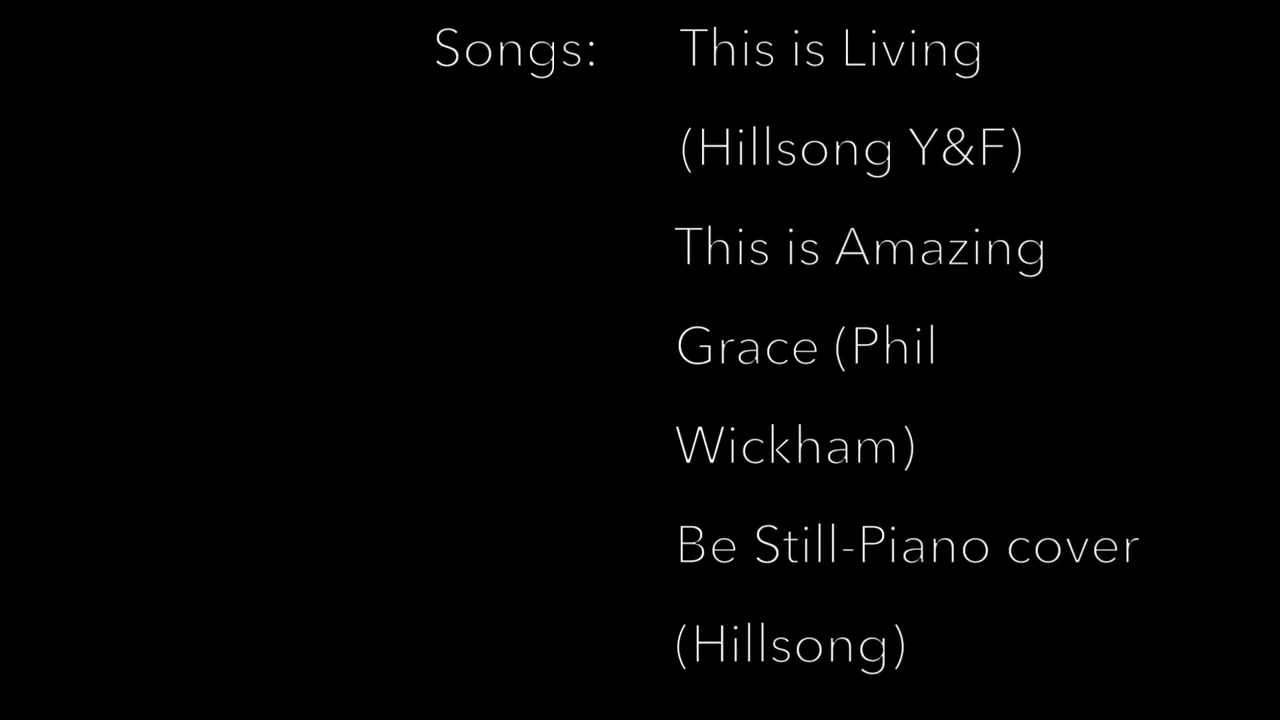 Songs: This is Living
(Hillsong Y&F)
This is Amazing
Grace (Phil
Wickham)
Be Still-Piano cover
(Hillsong)